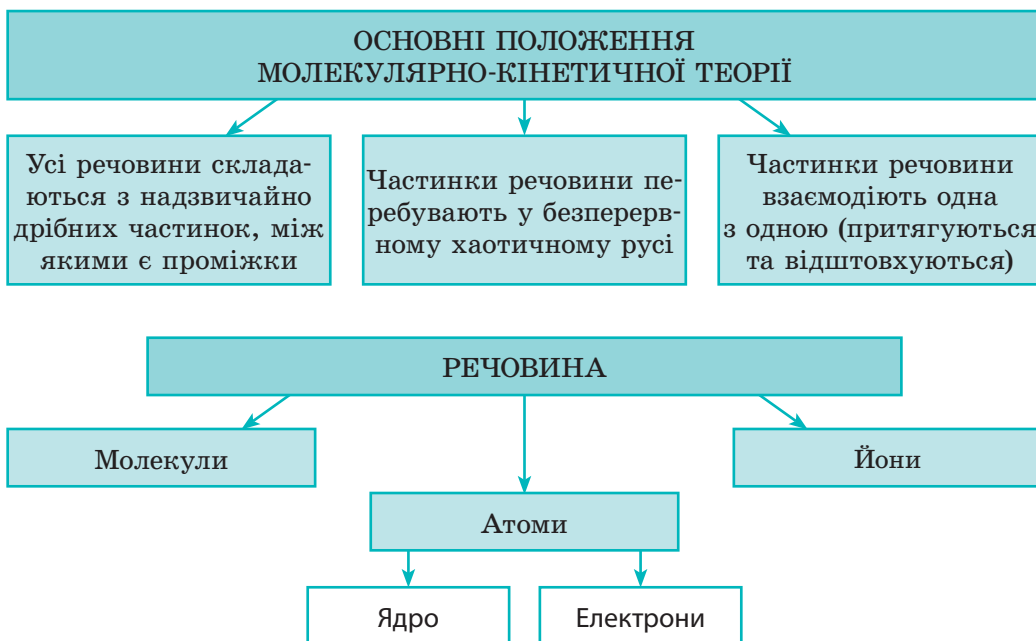 ОСНОВНІ ПОЛОЖЕННЯ
МОЛЕКУЛЯРНО-КІНЕТИЧНОЇ ТЕОРІЇ
Усі речовини склада-
ються з надзвичайно
дрібних частинок, між
якими є проміжки
Частинки речовини пе-
ребувають у безперерв-
ному хаотичному русі
Частинки речовини
взаємодіють одна
з одною (притягуються
та відштовхуються)
РЕЧОВИНА
Молекули
Йони
Атоми
Ядро
Електрони